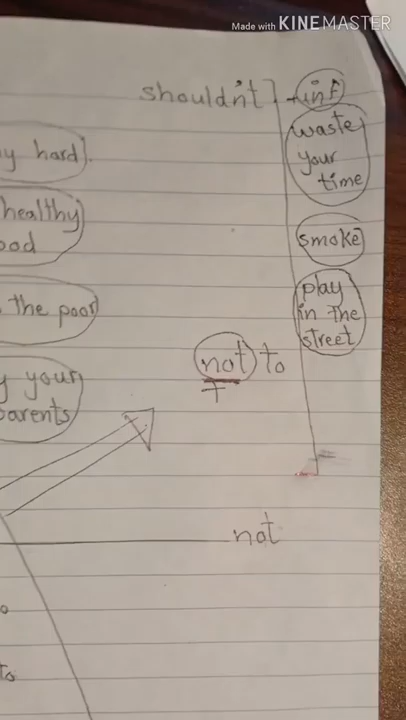 Made with KINEMASTER
shouldn't] + inf
waste
your
time
y hard].
healthy
ood
smoke
play
in the
street
the poor
not to
y your
parents
not
to